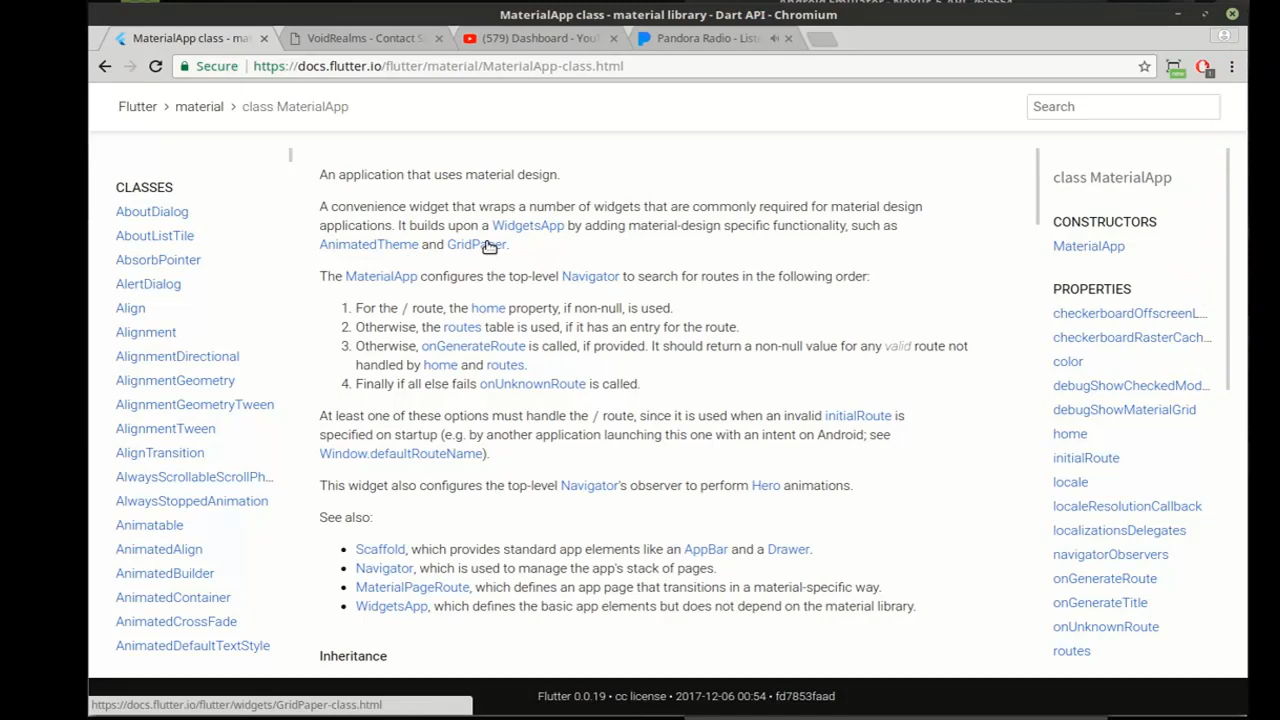 MaterialApp class - material library - Dart API - Chromium
MaterialApp class - ma
VoidRealms - Contact S
(579) Dashboard - You
Pandora Radio - Liste
Secure
https://docs.flutter.io/flutter/material/MaterialApp-class.html
new
1
Flutter > material > class MaterialApp
Search
CLASSES
AboutDialog
AboutListTile
AbsorbPointer
AlertDialog
Align
Alignment
AlignmentDirectional
AlignmentGeometry
AlignmentGeometryTween
AlignmentTween
AlignTransition
AlwaysScrollableScrollPh...
AlwaysStoppedAnimation
Animatable
AnimatedAlign
AnimatedBuilder
AnimatedContainer
AnimatedCrossFade
AnimatedDefaultTextStyle
An application that uses material design.
A convenience widget that wraps a number of widgets that are commonly required for material design
applications. It builds upon a WidgetsApp by adding material-design specific functionality, such as
AnimatedTheme and GridPaper.
The MaterialApp configures the top-level Navigator to search for routes in the following order:
1. For the / route, the home property, if non-null, is used.
2. Otherwise, the routes table is used, if it has an entry for the route.
3. Otherwise, onGenerateRoute is called, if provided. It should return a non-null value for any valid route not
handled by home and routes.
4. Finally if all else fails onUnknownRoute is called.
At least one of these options must handle the / route, since it is used when an invalid initialRoute is
specified on startup (e.g. by another application launching this one with an intent on Android; see
Window.defaultRouteName).
This widget also configures the top-level Navigator's observer to perform Hero animations.
See also:
• Scaffold, which provides standard app elements like an AppBar and a Drawer.
• Navigator, which is used to manage the app's stack of pages.
• MaterialPageRoute, which defines an app page that transitions in a material-specific way.
• WidgetsApp, which defines the basic app elements but does not depend on the material library.
Inheritance
class MaterialApp
CONSTRUCTORS
MaterialApp
PROPERTIES
checkerboardOffscreenL...
checkerboardRasterCach...
color
debugShowCheckedMod...
debugShowMaterialGrid
home
initialRoute
locale
localeResolutionCallback
localizationsDelegates
navigatorObservers
onGenerateRoute
onGenerateTitle
onUnknownRoute
routes
https://docs.flutter.io/flutter/widgets/GridPaper-class.html
Flutter 0.0.19 • cc license • 2017-12-06 00:54 • fd7853faad